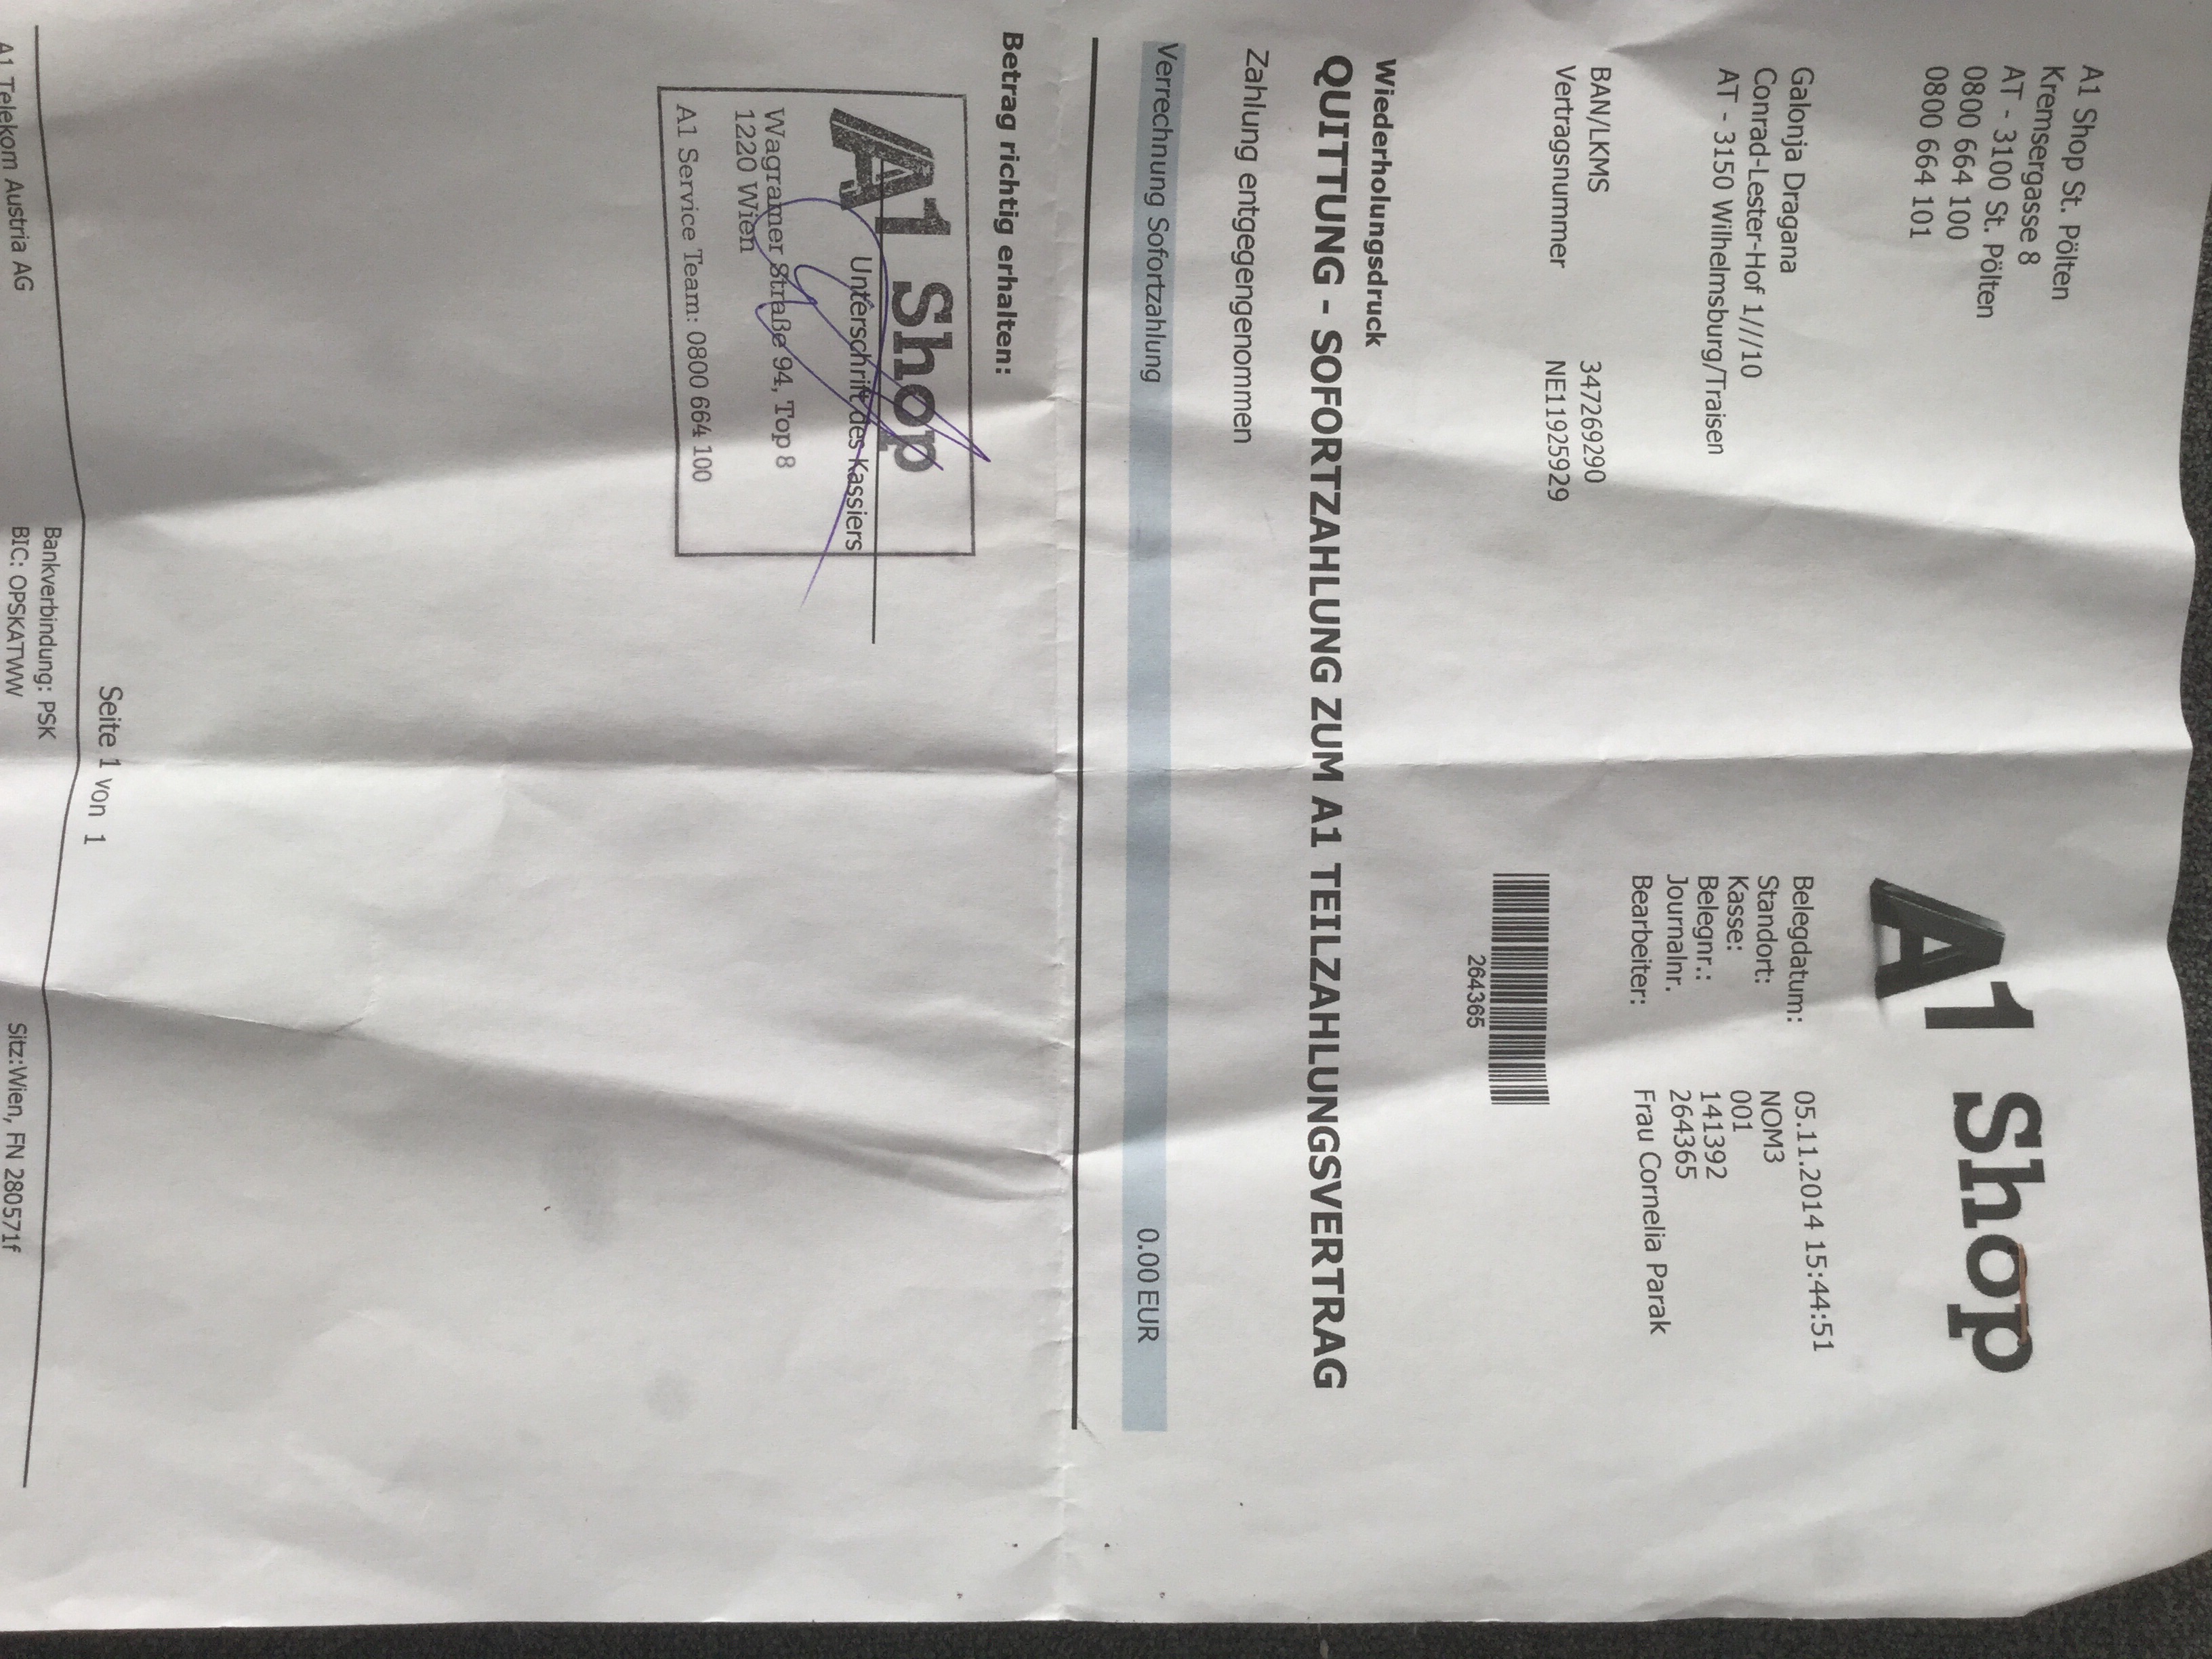 A1 Shop St. Pölten
Kremsergasse 8
AT - 3100 St. Pölten
0800 664 100
0800 664 101
A1 Shop
Galonja Dragana
Conrad-Lester-Hof 1///10
AT - 3150 Wilhelmsburg/Traisen
Belegdatum: 05.11.2014 15:44:51
Standort: NOM3
Kasse: 001
Belegnr.: 141392
Journalnr. 264365
Bearbeiter: Frau Cornelia Parak
BAN/LKMS 347269290
Vertragsnummer NE11925929
264365
Wiederholungsdruck
QUITTUNG - SOFORTZAHLUNG ZUM A1 TEILZAHLUNGSVERTRAG
Zahlung entgegengenommen
Verrechnung Sofortzahlung 0.00 EUR
Betrag richtig erhalten:
A1 Shop
Unterschrift des Kassiers
Wagramer Straße 94, Top 8
1220 Wien
A1 Service Team: 0800 664 100
Seite 1 von 1
A1 Telekom Austria AG Bankverbindung: PSK Sitz:Wien, FN 280571f
BIC: OPSKATWW